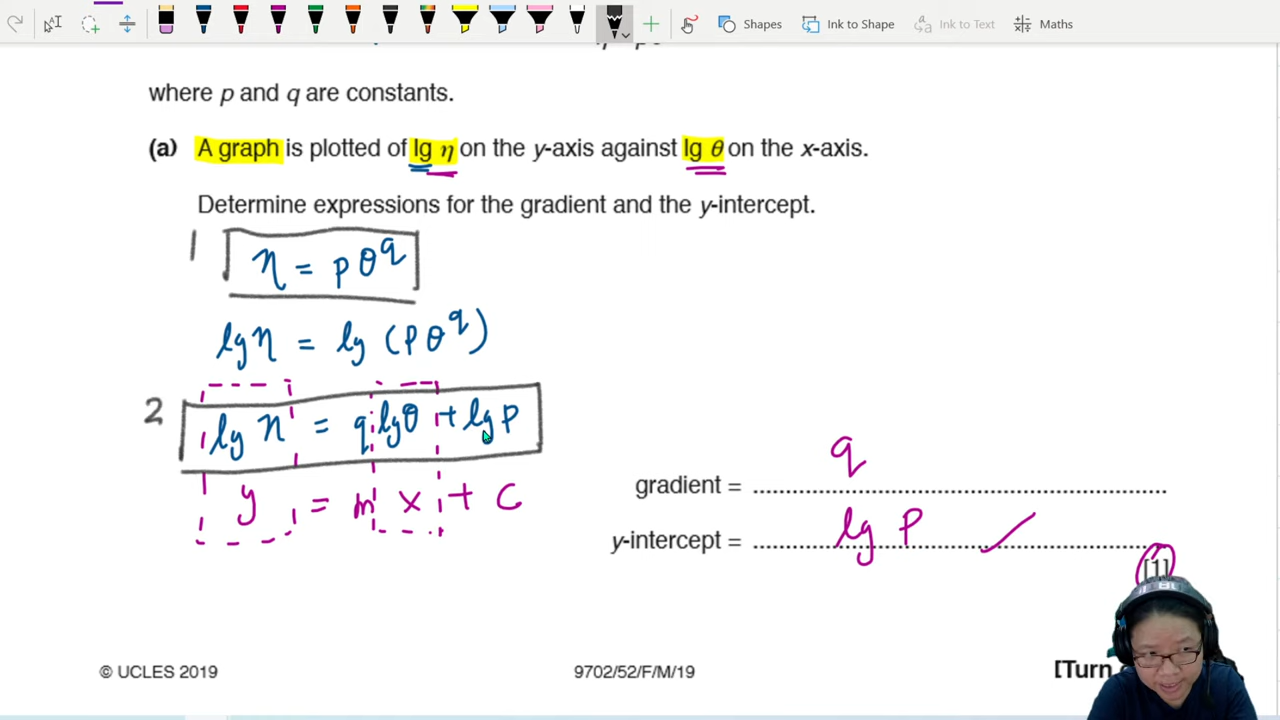 Shapes Ink to Shape Ink to Text Maths
where p and q are constants.
(a) A graph is plotted of lg η on the y-axis against lg θ on the x-axis.
Determine expressions for the gradient and the y-intercept.
1 η = pθ^q
lg η = lg (pθ^q)
2 lg η = q lg θ + lg p
y = m x + c
gradient = q
y-intercept = lg p ✓
[1]
© UCLES 2019 9702/52/F/M/19 [Turn